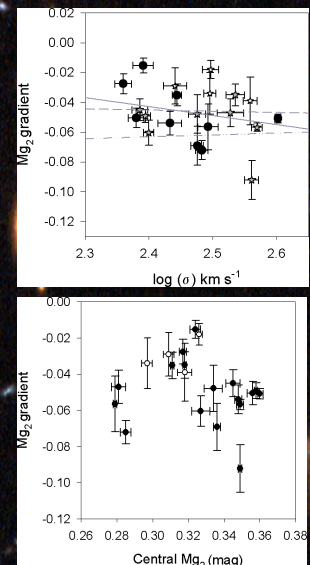 0.02
0.00
-0.02
-0.04
-0.06
-0.08
-0.10
-0.12
Mg₂ gradient
2.3 2.4 2.5 2.6
log (σ) km s⁻¹
0.00
-0.02
-0.04
-0.06
-0.08
-0.10
-0.12
Mg₂ gradient
0.26 0.28 0.30 0.32 0.34 0.36 0.38
Central Mg₂ (mag)